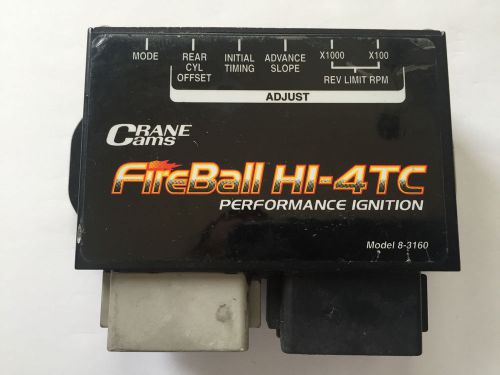 MODE
REAR CYL OFFSET
INITIAL TIMING
ADVANCE SLOPE
X1000
X100
REV LIMIT RPM
ADJUST
CRANE
Cams
FireBall HI-4TC
PERFORMANCE IGNITION
Model 8-3160